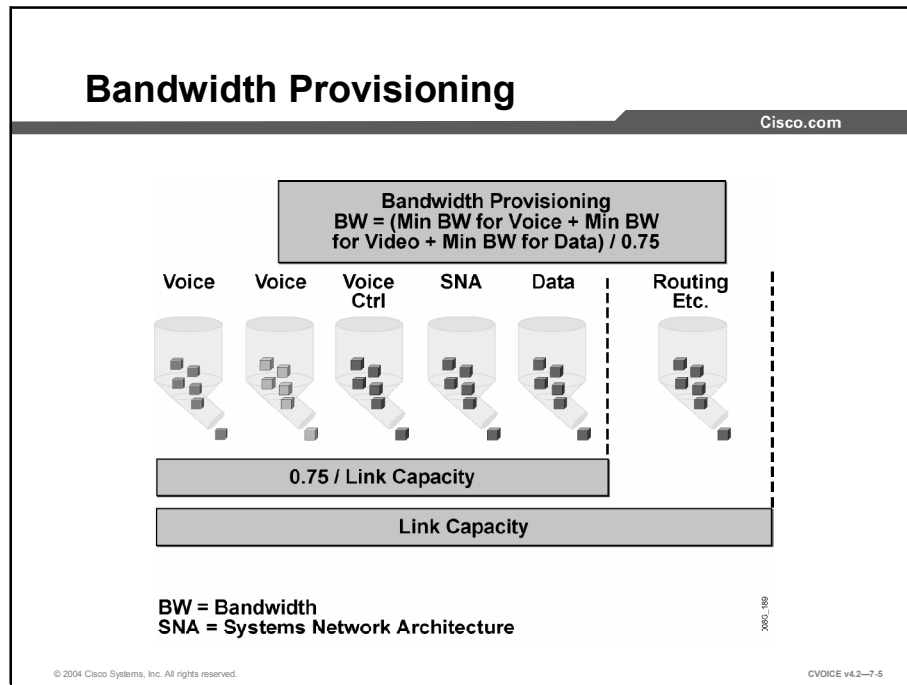 Bandwidth Provisioning
Cisco.com
Bandwidth Provisioning
BW = (Min BW for Voice + Min BW
for Video + Min BW for Data) / 0.75
Voice Voice Voice Ctrl SNA Data Routing Etc.
0.75 / Link Capacity
Link Capacity
BW = Bandwidth
SNA = Systems Network Architecture
© 2004 Cisco Systems, Inc. All rights reserved.
CVOICE v4.2—7-5